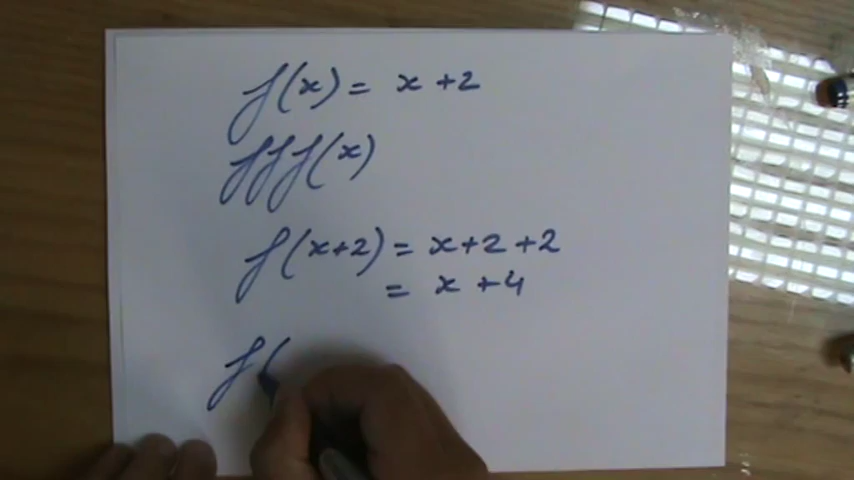 f(x) = x +2
fff(x)
f(x+2) = x+2 +2
= x +4
f(